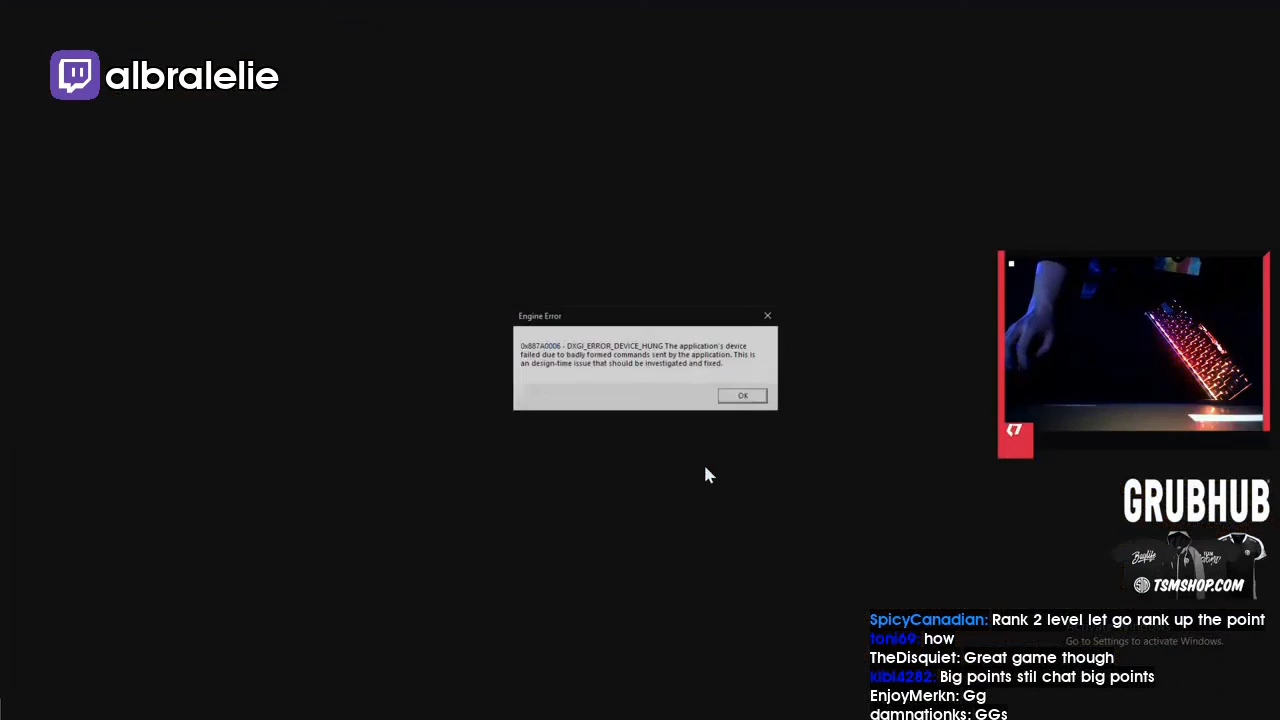 albralelie
Engine Error
0x887A0006 - DXGI_ERROR_DEVICE_HUNG The application's device
failed due to badly formed commands sent by the application. This is
an design-time issue that should be investigated and fixed.
OK
GRUBHUB
Baylife
TSMSHOP.COM
SpicyCanadian: Rank 2 level let go rank up the point
toni69: how
Go to Settings to activate Windows.
TheDisquiet: Great game though
kibi4282: Big points stil chat big points
EnjoyMerkn: Gg
damnationks: GGs